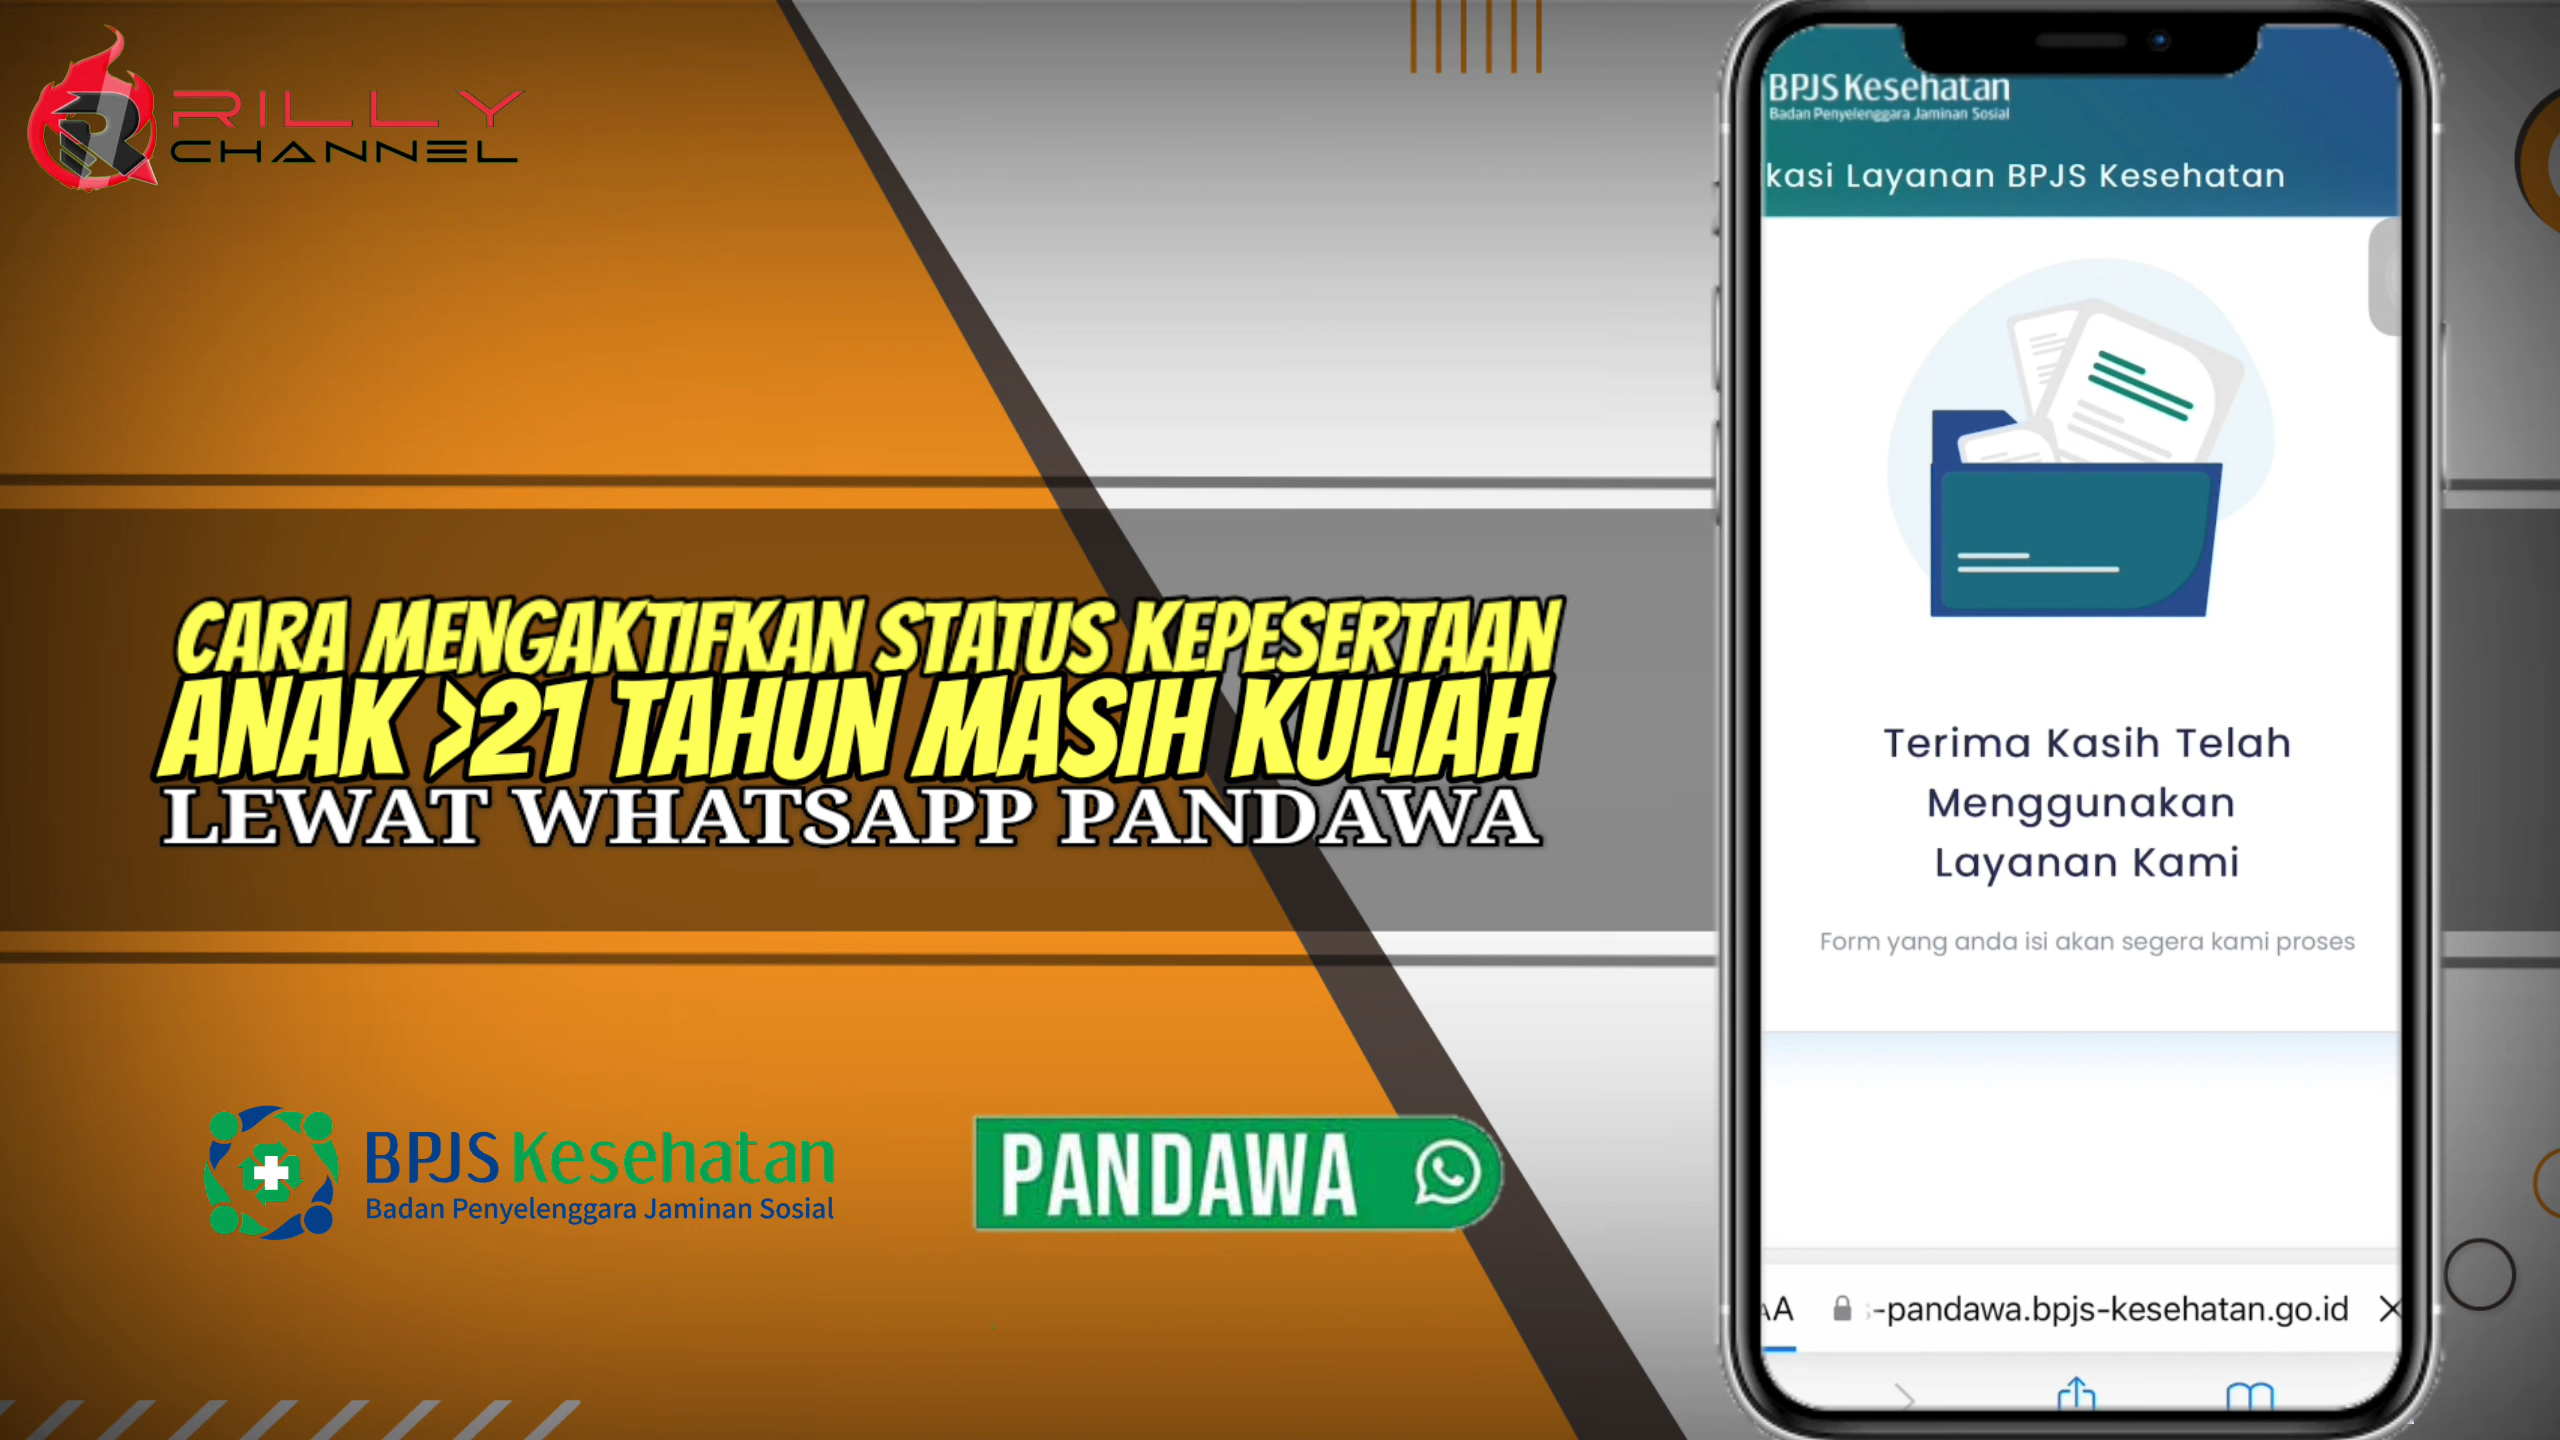 RILLY
CHANNEL
CARA MENGAKTIFKAN STATUS KEPESERTAAN
ANAK >21 TAHUN MASIH KULIAH
LEWAT WHATSAPP PANDAWA
BPJS Kesehatan
Badan Penyelenggara Jaminan Sosial
PANDAWA
BPJS Kesehatan
Badan Penyelenggara Jaminan Sosial
kasi Layanan BPJS Kesehatan
Terima Kasih Telah
Menggunakan
Layanan Kami
Form yang anda isi akan segera kami proses
AA
-pandawa.bpjs-kesehatan.go.id